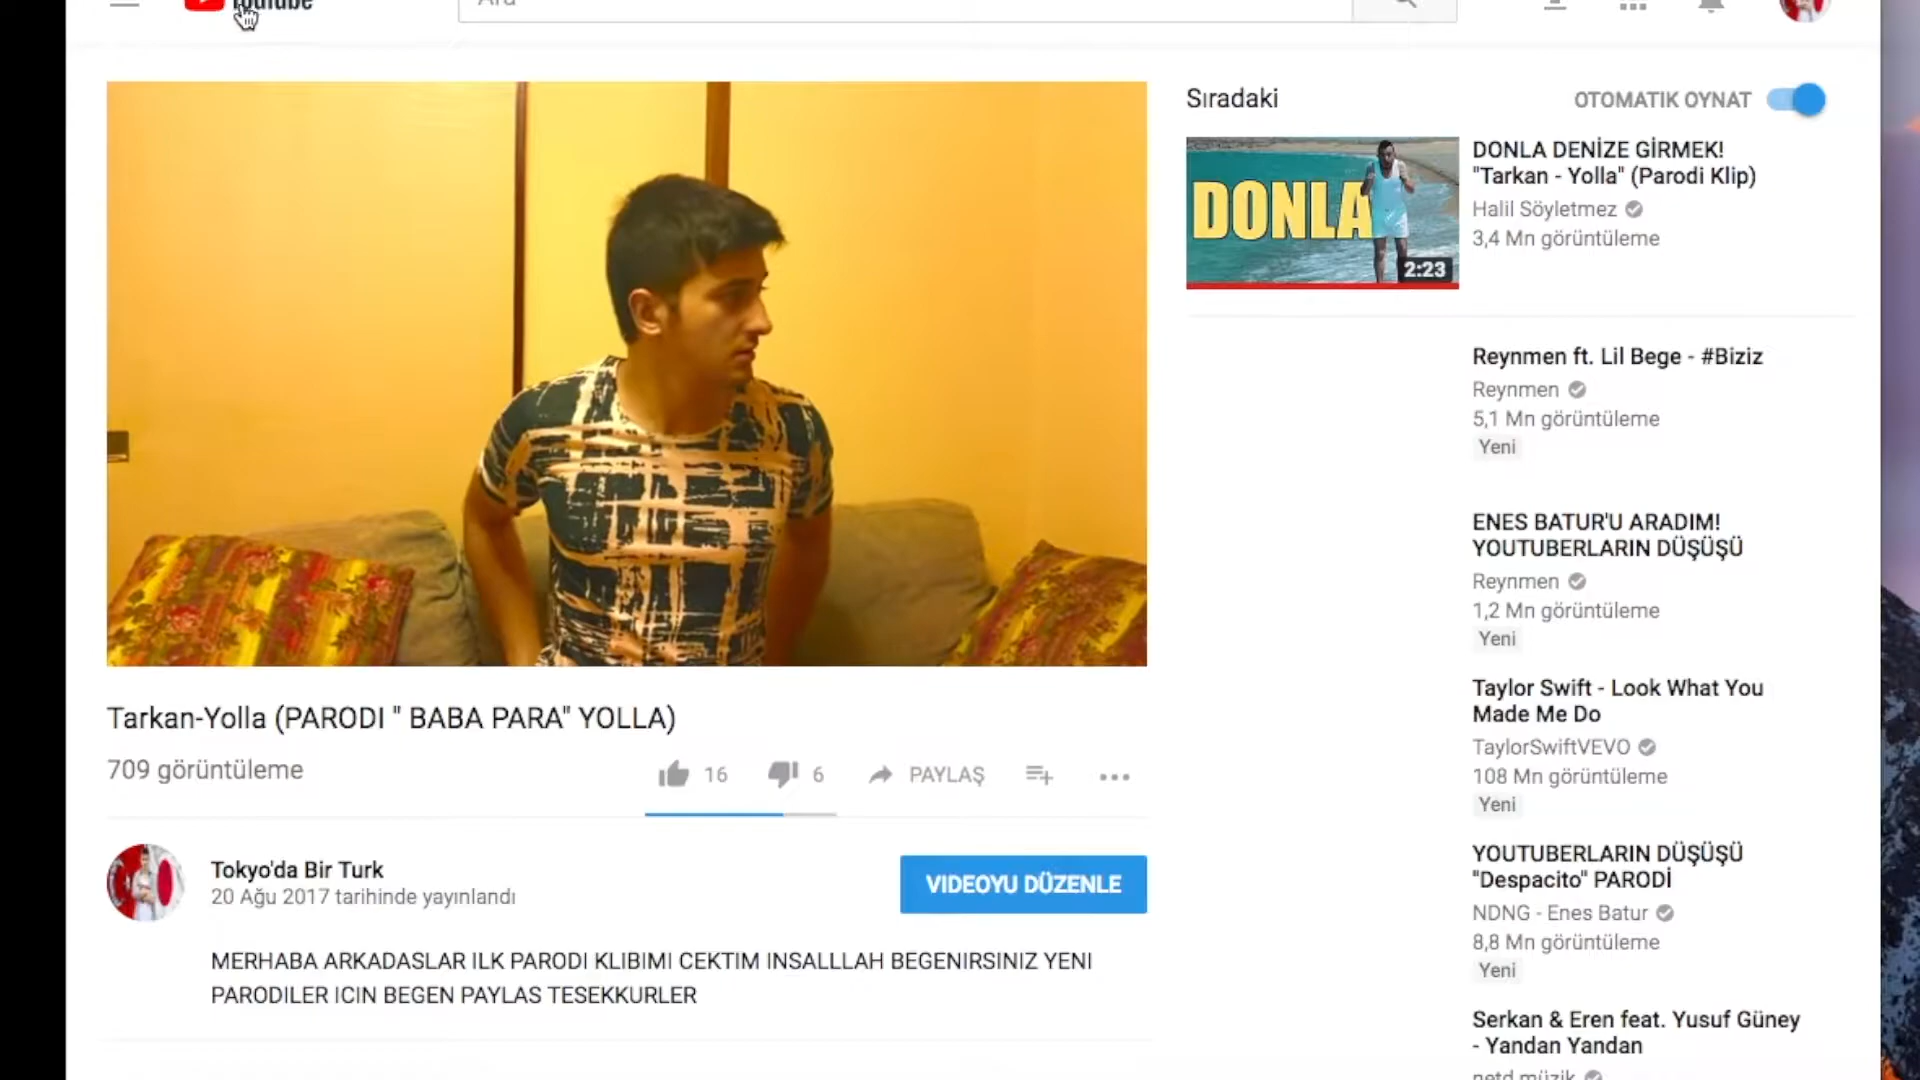 YouTube
Ara
Sıradaki
OTOMATIK OYNAT
DONLA
2:23
DONLA DENİZE GİRMEK!
"Tarkan - Yolla" (Parodi Klip)
Halil Söyletmez
3,4 Mn görüntüleme
Reynmen ft. Lil Bege - #Biziz
Reynmen
5,1 Mn görüntüleme
Yeni
ENES BATUR'U ARADIM!
YOUTUBERLARIN DÜŞÜŞÜ
Reynmen
1,2 Mn görüntüleme
Yeni
Taylor Swift - Look What You
Made Me Do
TaylorSwiftVEVO
108 Mn görüntüleme
Yeni
YOUTUBERLARIN DÜŞÜŞÜ
"Despacito" PARODİ
NDNG - Enes Batur
8,8 Mn görüntüleme
Yeni
Serkan & Eren feat. Yusuf Güney
- Yandan Yandan
netd müzik
Tarkan-Yolla (PARODI " BABA PARA" YOLLA)
709 görüntüleme
16
6
PAYLAŞ
Tokyo'da Bir Turk
20 Ağu 2017 tarihinde yayınlandı
VIDEOYU DÜZENLE
MERHABA ARKADASLAR ILK PARODI KLIBIMI CEKTIM INSALLLAH BEGENIRSINIZ YENI
PARODILER ICIN BEGEN PAYLAS TESEKKURLER